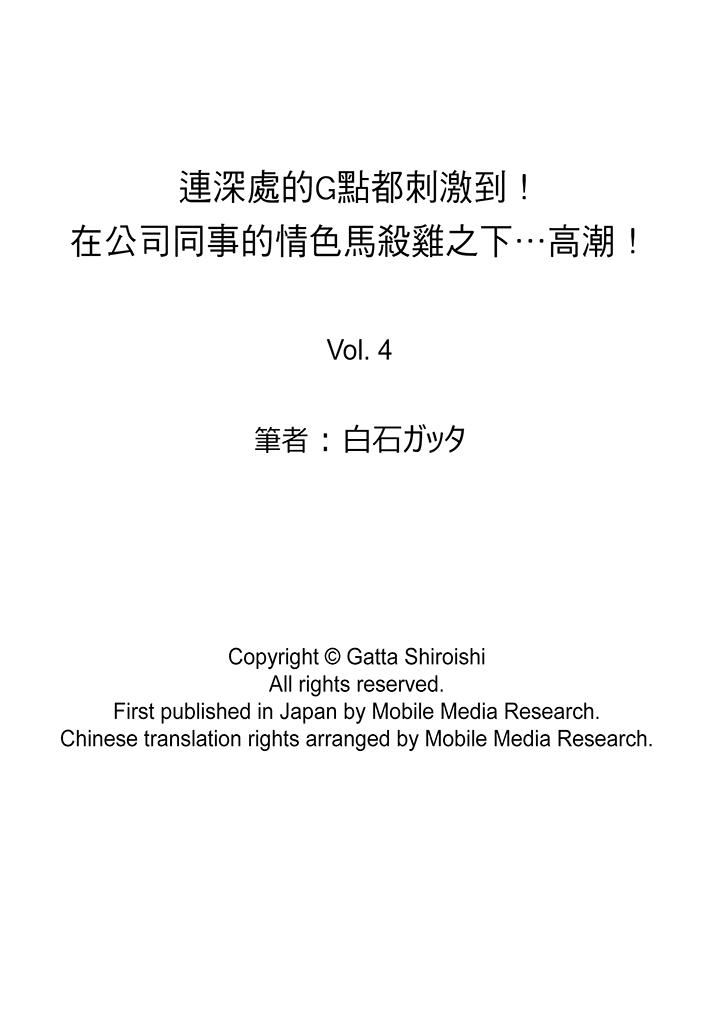 連深處的G點都刺激到！
在公司同事的情色馬殺雞之下…高潮！
Vol. 4
筆者：白石ガッタ
Copyright © Gatta Shiroishi
All rights reserved.
First published in Japan by Mobile Media Research.
Chinese translation rights arranged by Mobile Media Research.